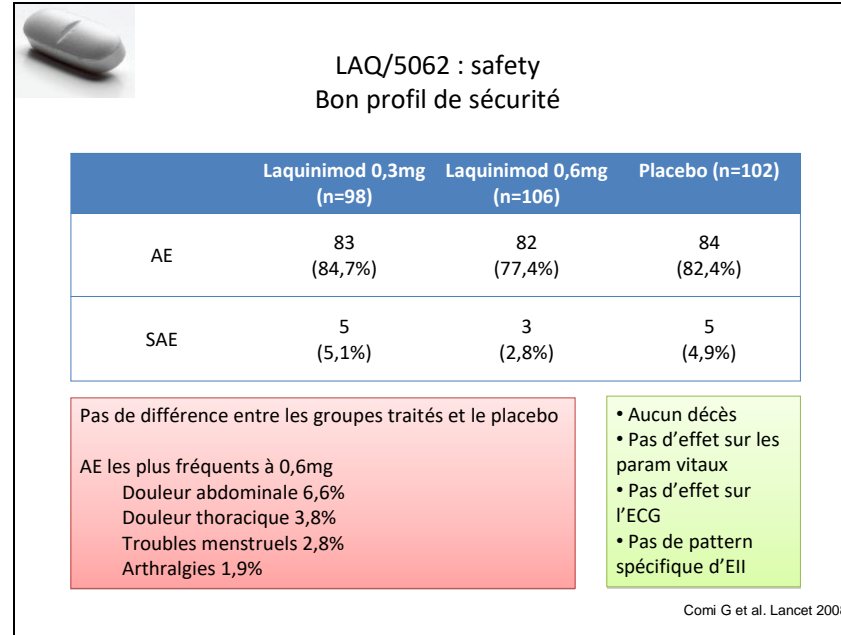 LAQ/5062 : safety
Bon profil de sécurité
Laquinimod 0,3mg (n=98)
Laquinimod 0,6mg (n=106)
Placebo (n=102)
AE
83 (84,7%)
82 (77,4%)
84 (82,4%)
SAE
5 (5,1%)
3 (2,8%)
5 (4,9%)
Pas de différence entre les groupes traités et le placebo
AE les plus fréquents à 0,6mg
Douleur abdominale 6,6%
Douleur thoracique 3,8%
Troubles menstruels 2,8%
Arthralgies 1,9%
• Aucun décès
• Pas d’effet sur les
param vitaux
• Pas d’effet sur
l’ECG
• Pas de pattern
spécifique d’EII
Comi G et al. Lancet 2008